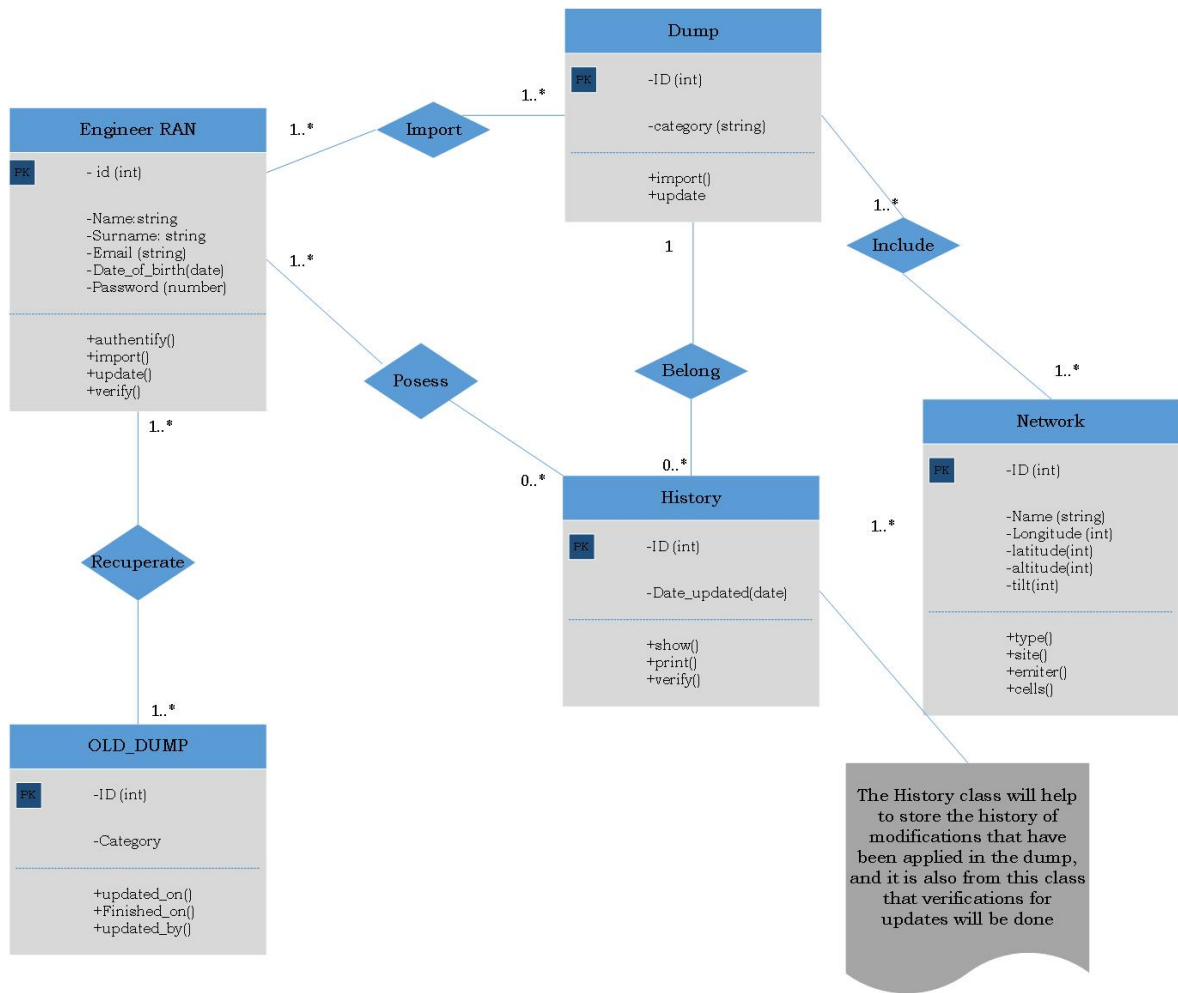 Dump
PK
-ID (int)
-category (string)
+import()
+update
1..*
Import
1..*
Engineer RAN
PK
- id (int)
-Name:string
-Surname: string
-Email (string)
-Date_of_birth(date)
-Password (number)
+authentify()
+import()
+update()
+verify()
1..*
1
1..*
Include
1..*
Posess
Belong
1..*
0..*
0..*
History
PK
-ID (int)
-Date_updated(date)
+show()
+print()
+verify()
1..*
Network
PK
-ID (int)
-Name (string)
-Longitude (int)
-latitude(int)
-altitude(int)
-tilt(int)
+type()
+site()
+emiter()
+cells()
1..*
Recuperate
1..*
OLD_DUMP
PK
-ID (int)
-Category
+updated_on()
+Finished_on()
+updated_by()
The History class will help
to store the history of
modifications that have
been applied in the dump,
and it is also from this class
that verifications for
updates will be done